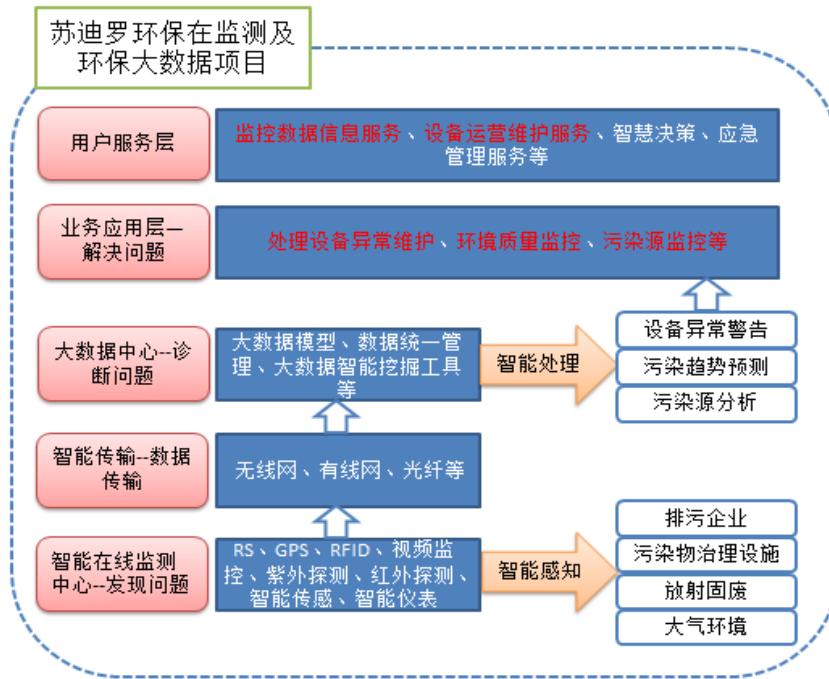 苏迪罗环保在监测及
环保大数据项目
用户服务层
监控数据信息服务、设备运营维护服务、智慧决策、应急
管理服务等
业务应用层—
解决问题
处理设备异常维护、环境质量监控、污染源监控等
大数据中心--诊
断问题
大数据模型、数据统一管
理、大数据智能挖掘工具
等
智能处理
设备异常警告
污染趋势预测
污染源分析
智能传输--数据
传输
无线网、有线网、光纤等
智能在线监测
中心--发现问题
RS、GPS、RFID、视频监
控、紫外探测、红外探测、
智能传感、智能仪表
智能感知
排污企业
污染物治理设施
放射固废
大气环境